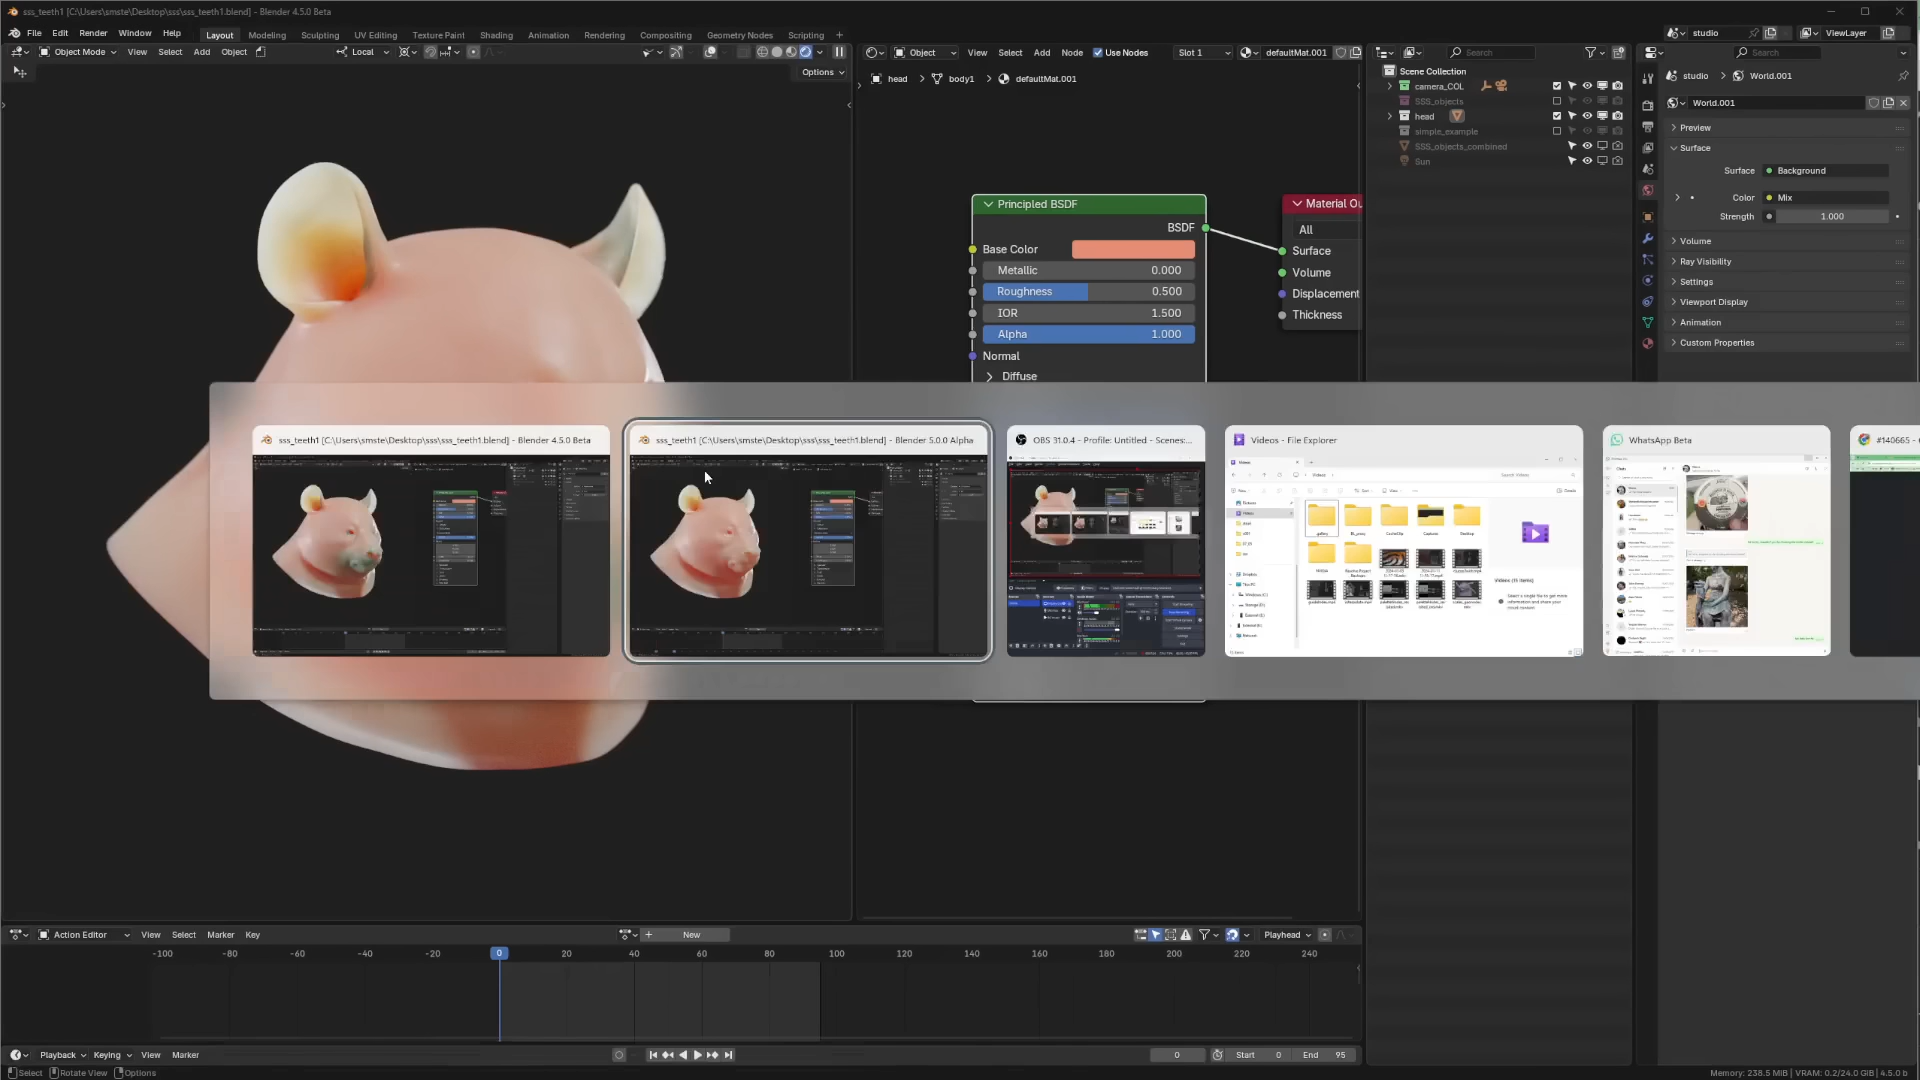 sss_teeth1 [C:\Users\smste\Desktop\sss\sss_teeth1.blend] - Blender 4.5.0 Beta
File Edit Render Window Help Layout Modeling Sculpting UV Editing Texture Paint Shading Animation Rendering Compositing Geometry Nodes Scripting +
studio ViewLayer
Object Mode View Select Add Object Local
Object View Select Add Node Use Nodes Slot 1 defaultMat.001
Search
Search
Options
head > body1 > defaultMat.001
Scene Collection
camera_COL
SSS_objects
head
simple_example
SSS_objects_combined
Sun
studio > World.001
World.001
Preview
Surface
Surface Background
Color Mix
Strength 1.000
Volume
Ray Visibility
Settings
Viewport Display
Animation
Custom Properties
Principled BSDF
BSDF
Base Color
Metallic 0.000
Roughness 0.500
IOR 1.500
Alpha 1.000
Normal
Diffuse
Material Ou
All
Surface
Volume
Displacement
Thickness
sss_teeth1 [C:\Users\smste\Desktop\sss\sss_teeth1.blend] - Blender 4.5.0 Beta
sss_teeth1 [C:\Users\smste\Desktop\sss\sss_teeth1.blend] - Blender 5.0.0 Alpha
OBS 31.0.4 - Profile: Untitled - Scenes:...
Videos - File Explorer
WhatsApp Beta
#140665 -
Action Editor View Select Marker Key
+ New
Playhead
-100 -80 -60 -40 -20 0 20 40 60 80 100 120 140 160 180 200 220 240
Playback Keying View Marker
0 Start 0 End 95
Select Rotate View Options
Memory: 238.5 MiB | VRAM: 0.2/24.0 GiB | 4.5.0 b